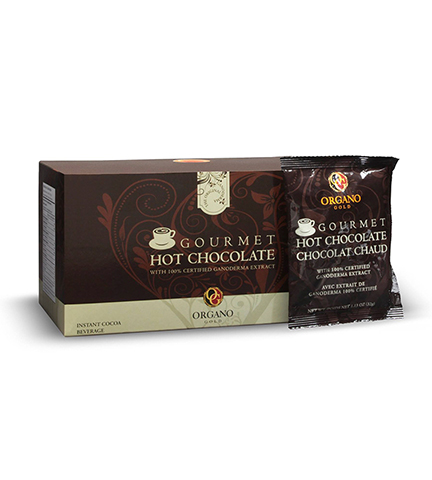 GOURMET
HOT CHOCOLATE
WITH 100% CERTIFIED GANODERMA EXTRACT
ORGANO
GOLD
INSTANT COCOA
BEVERAGE
ORGANO
GOLD
GOURMET
HOT CHOCOLATE
CHOCOLAT CHAUD
WITH 100% CERTIFIED
GANODERMA EXTRACT
AVEC EXTRAIT DE
GANODERMA 100% CERTIFIÉ